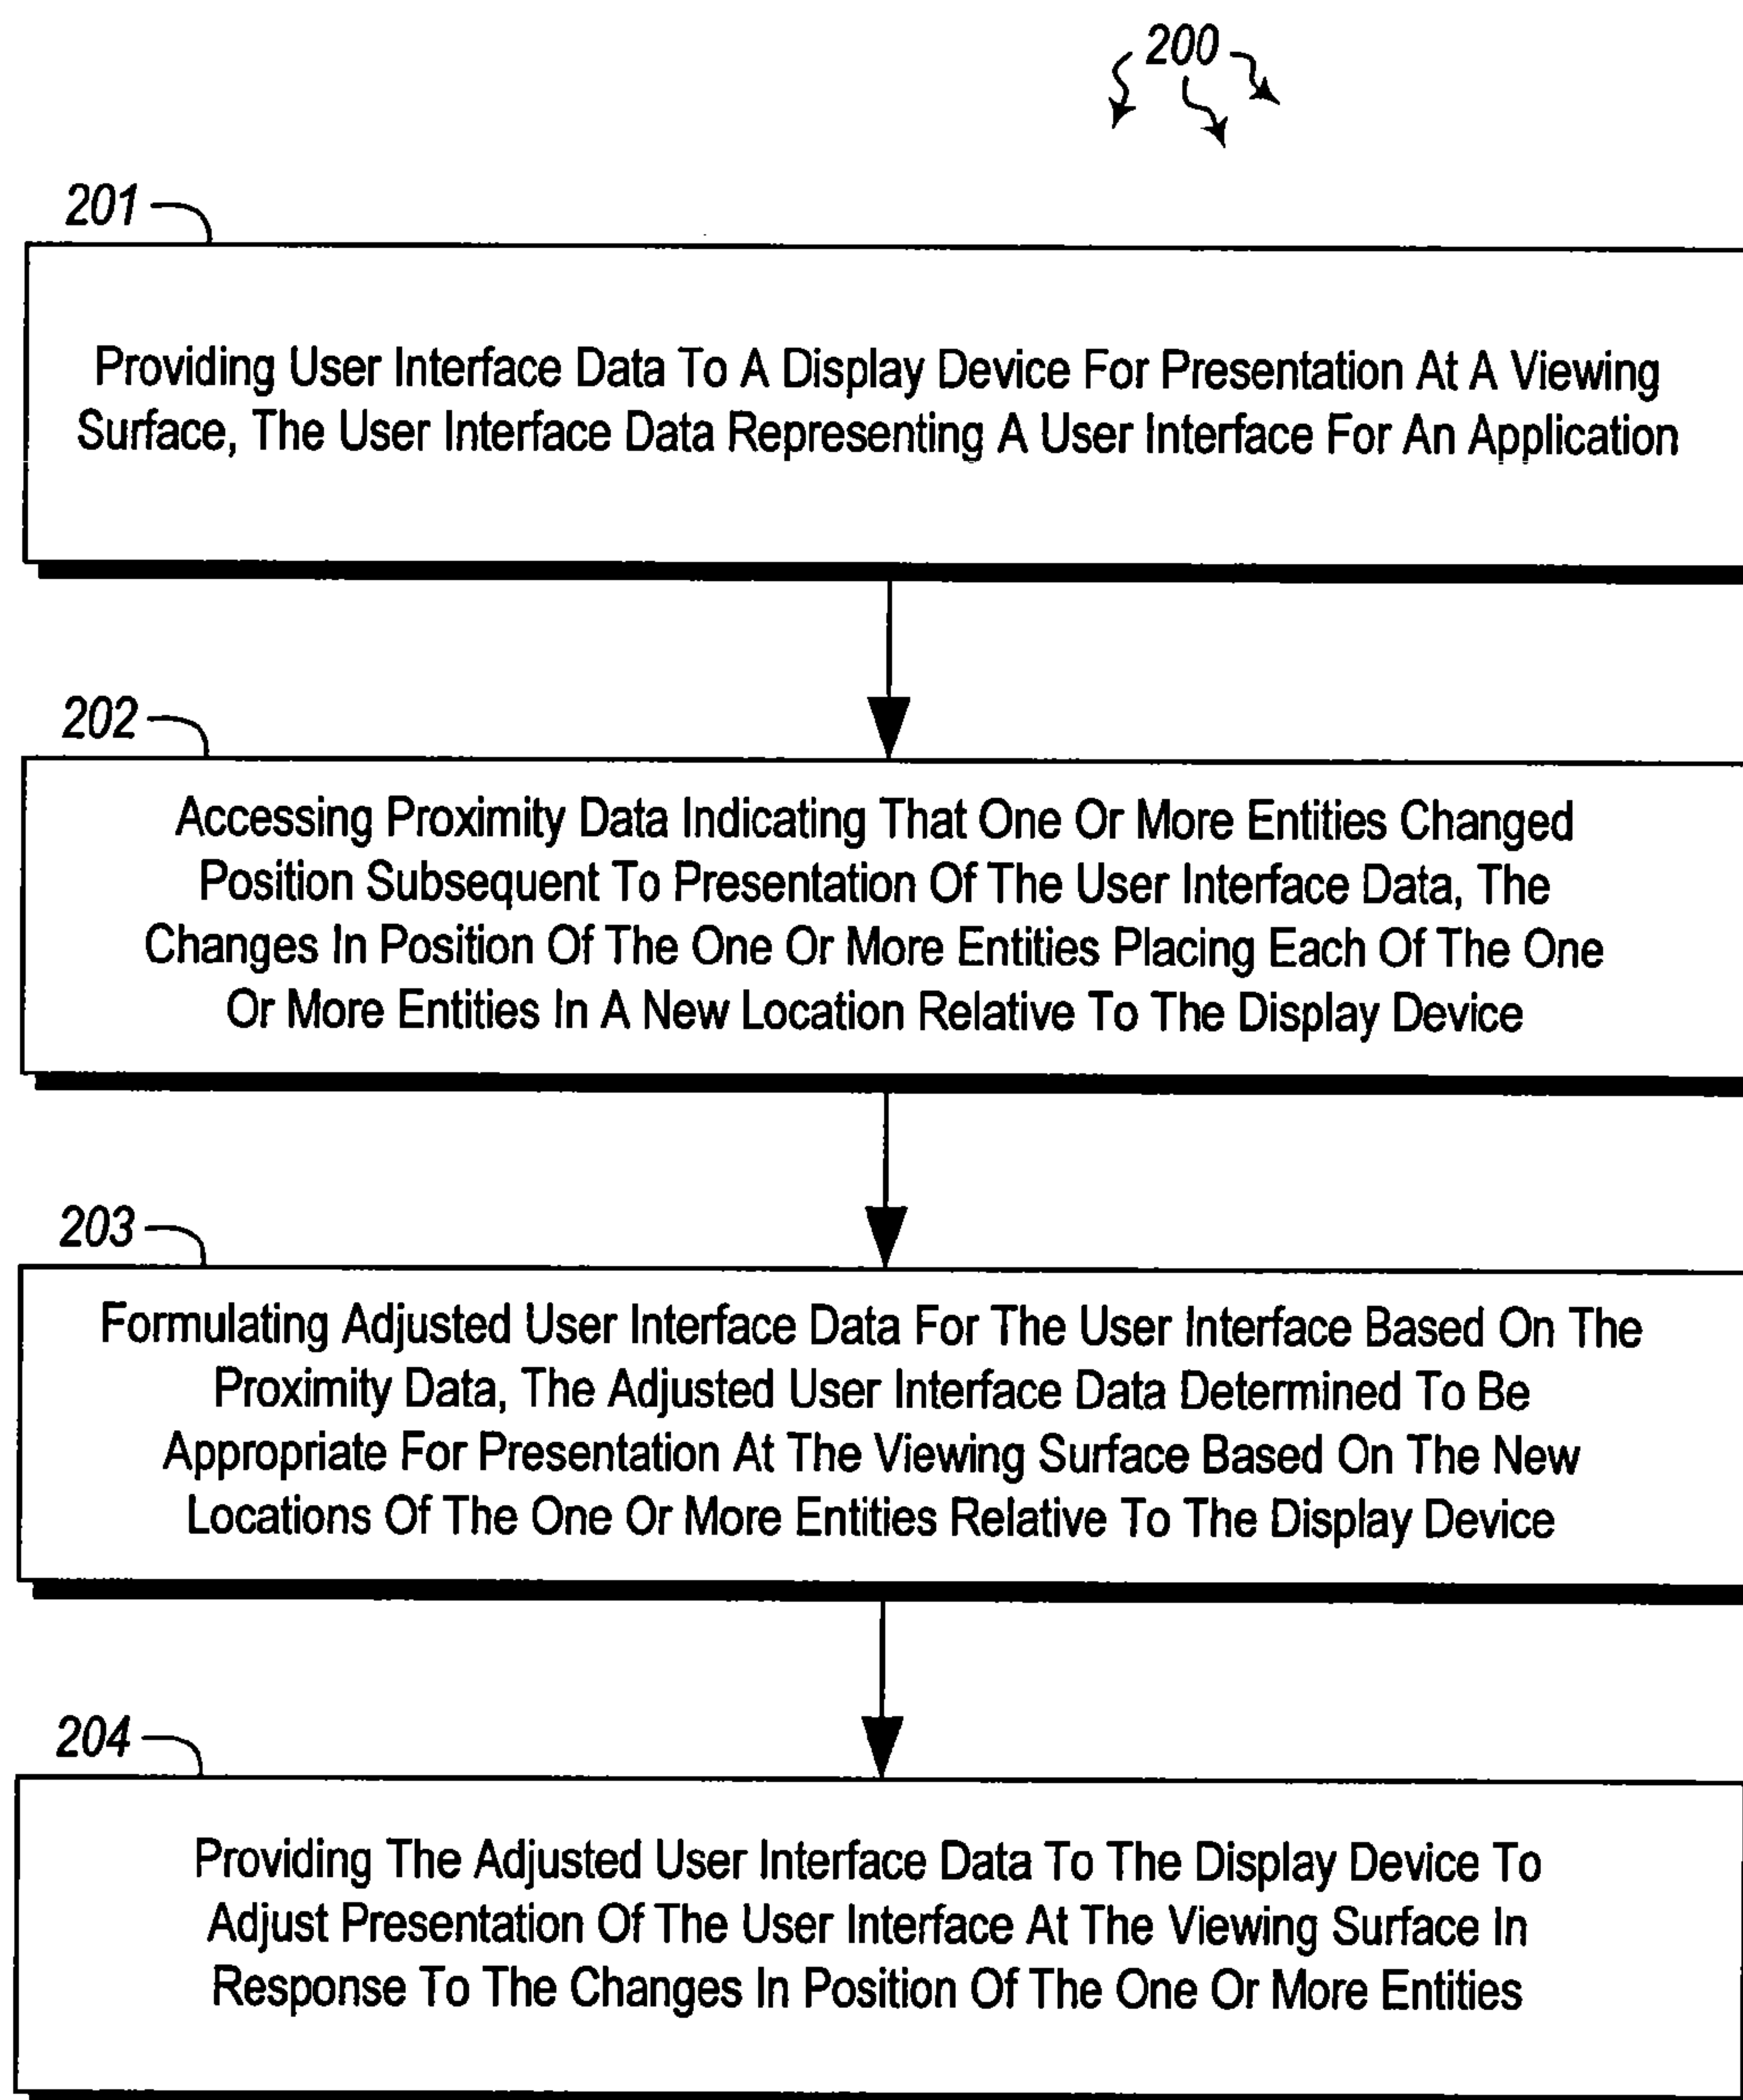 200
201
Providing User Interface Data To A Display Device For Presentation At A Viewing
Surface, The User Interface Data Representing A User Interface For An Application
202
Accessing Proximity Data Indicating That One Or More Entities Changed
Position Subsequent To Presentation Of The User Interface Data, The
Changes In Position Of The One Or More Entities Placing Each Of The One
Or More Entities In A New Location Relative To The Display Device
203
Formulating Adjusted User Interface Data For The User Interface Based On The
Proximity Data, The Adjusted User Interface Data Determined To Be
Appropriate For Presentation At The Viewing Surface Based On The New
Locations Of The One Or More Entities Relative To The Display Device
204
Providing The Adjusted User Interface Data To The Display Device To
Adjust Presentation Of The User Interface At The Viewing Surface In
Response To The Changes In Position Of The One Or More Entities